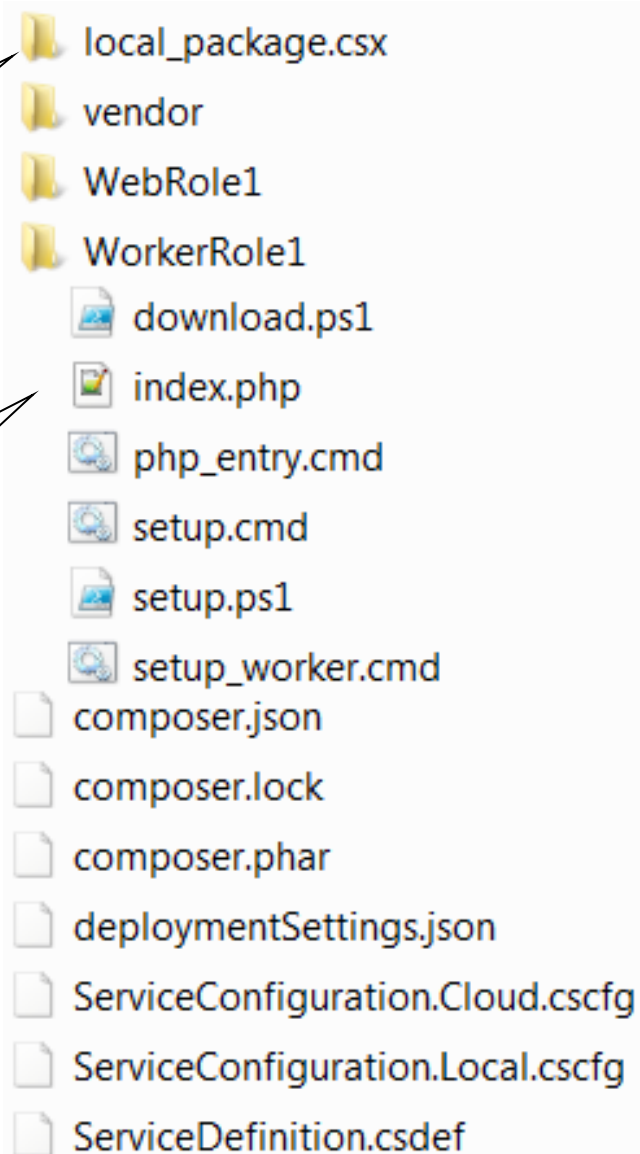 local_package.csx
vendor
WebRole1
WorkerRole1
download.ps1
index.php
php_entry.cmd
setup.cmd
setup.ps1
setup_worker.cmd
composer.json
composer.lock
composer.phar
deploymentSettings.json
ServiceConfiguration.Cloud.cscfg
ServiceConfiguration.Local.cscfg
ServiceDefinition.csdef